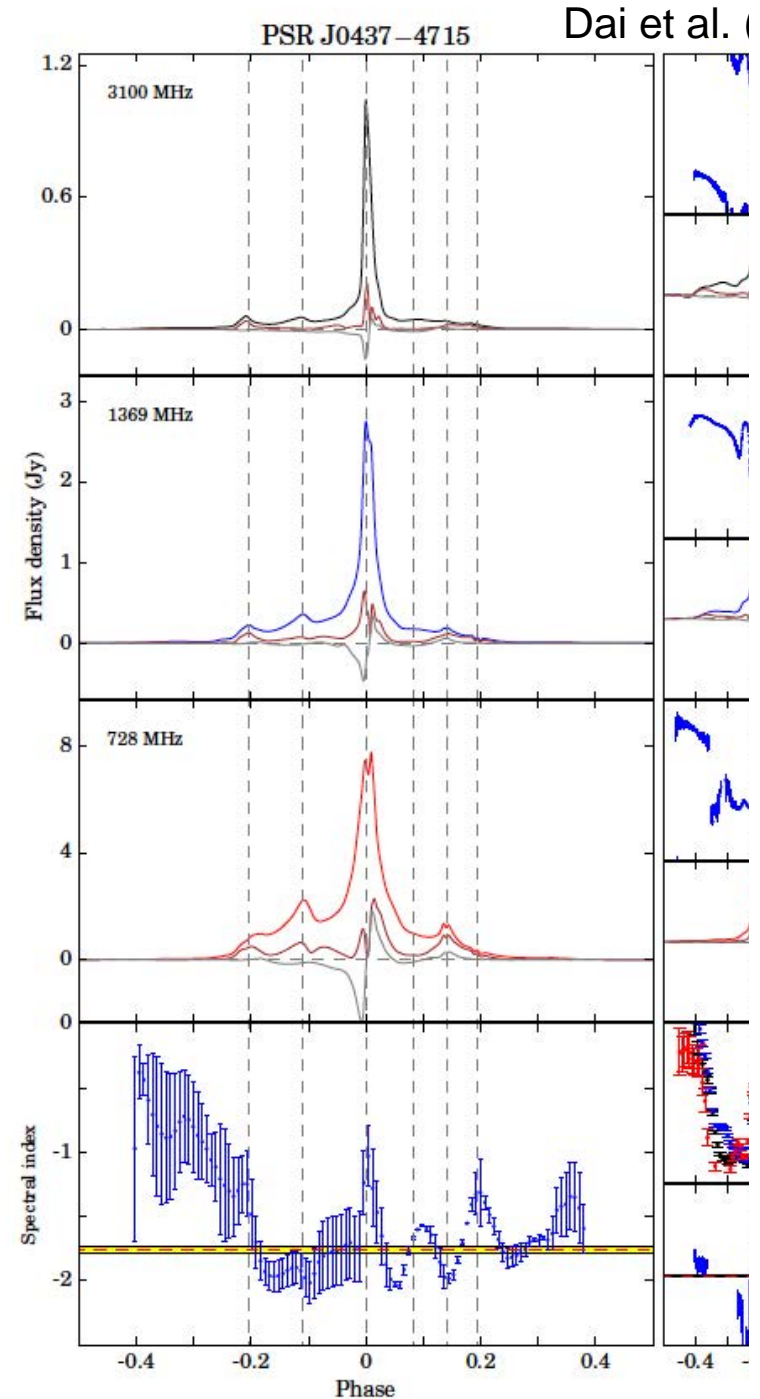 Dai et al. (
PSR J0437−4715
1.2
3100 MHz
0.6
0
3
1369 MHz
2
1
0
Flux density (Jy)
8
728 MHz
4
0
0
-1
-2
Spectral index
-0.4 -0.2 0 0.2 0.4
Phase
-0.4 -